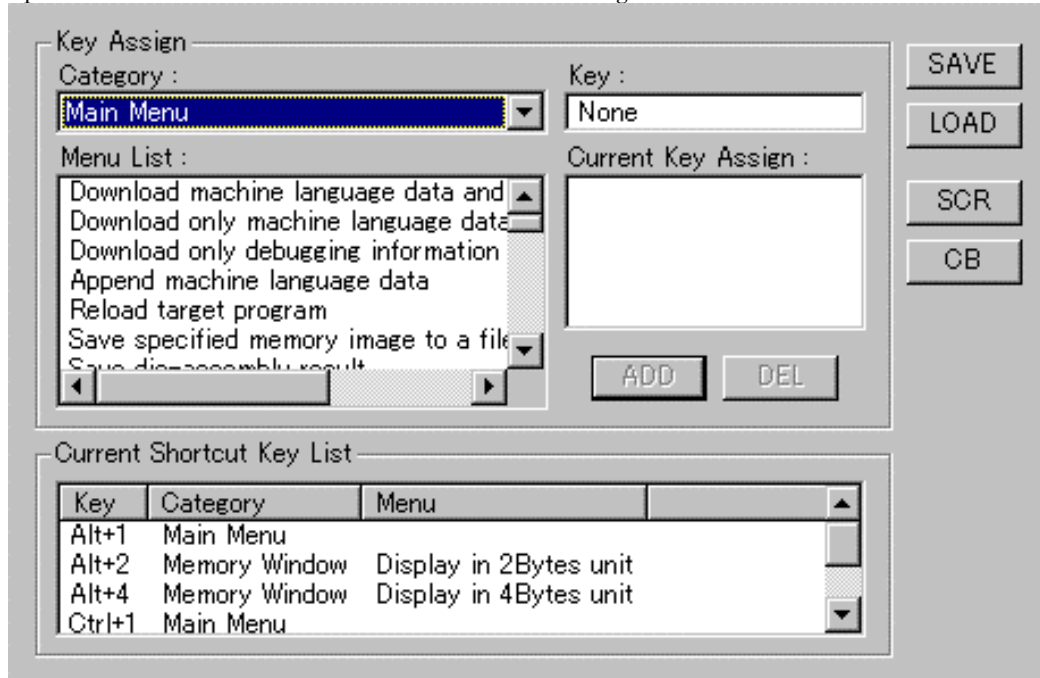 Key Assign
Category :
Main Menu
Key :
None
Menu List :
Download machine language data and
Download only machine language data
Download only debugging information
Append machine language data
Reload target program
Save specified memory image to a file
Save dis-assembly result
Current Key Assign :
ADD
DEL
SAVE
LOAD
SCR
CB
Current Shortcut Key List
Key Category Menu
Alt+1 Main Menu
Alt+2 Memory Window Display in 2Bytes unit
Alt+4 Memory Window Display in 4Bytes unit
Ctrl+1 Main Menu